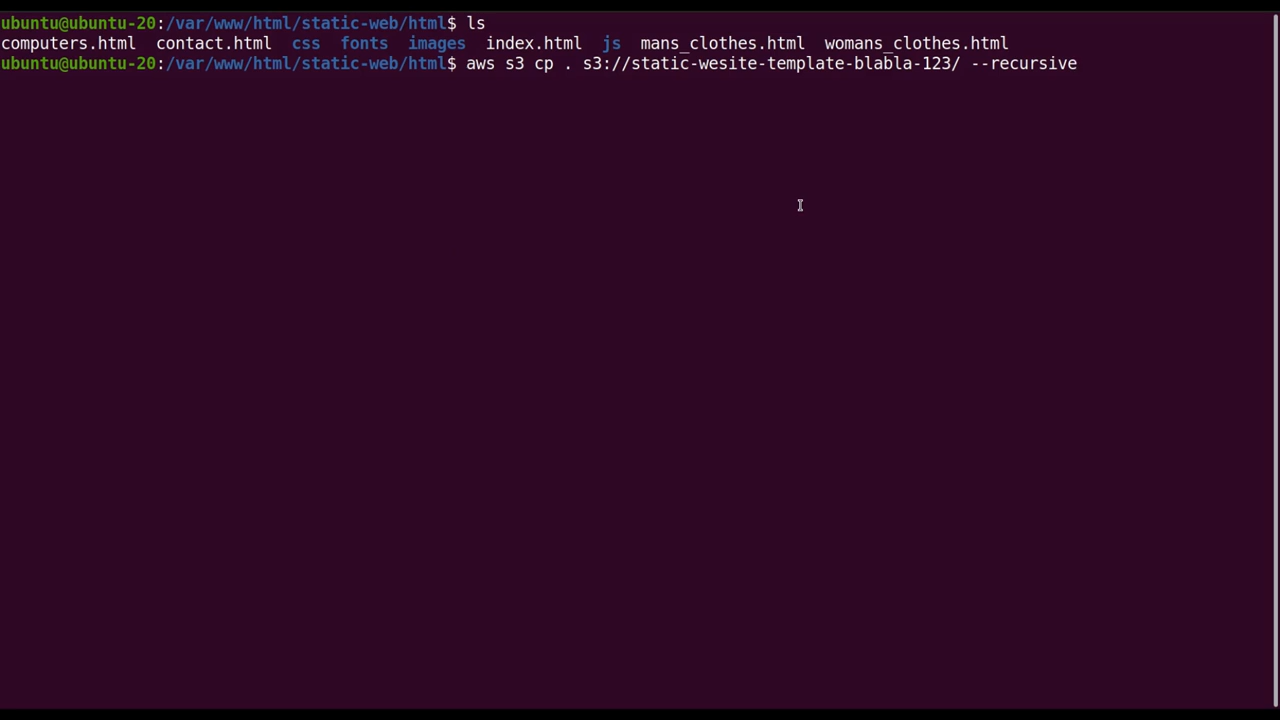 ubuntu@ubuntu-20:/var/www/html/static-web/html$ ls
computers.html  contact.html  css  fonts  images  index.html  js  mans_clothes.html  womans_clothes.html
ubuntu@ubuntu-20:/var/www/html/static-web/html$ aws s3 cp . s3://static-wesite-template-blabla-123/ --recursive